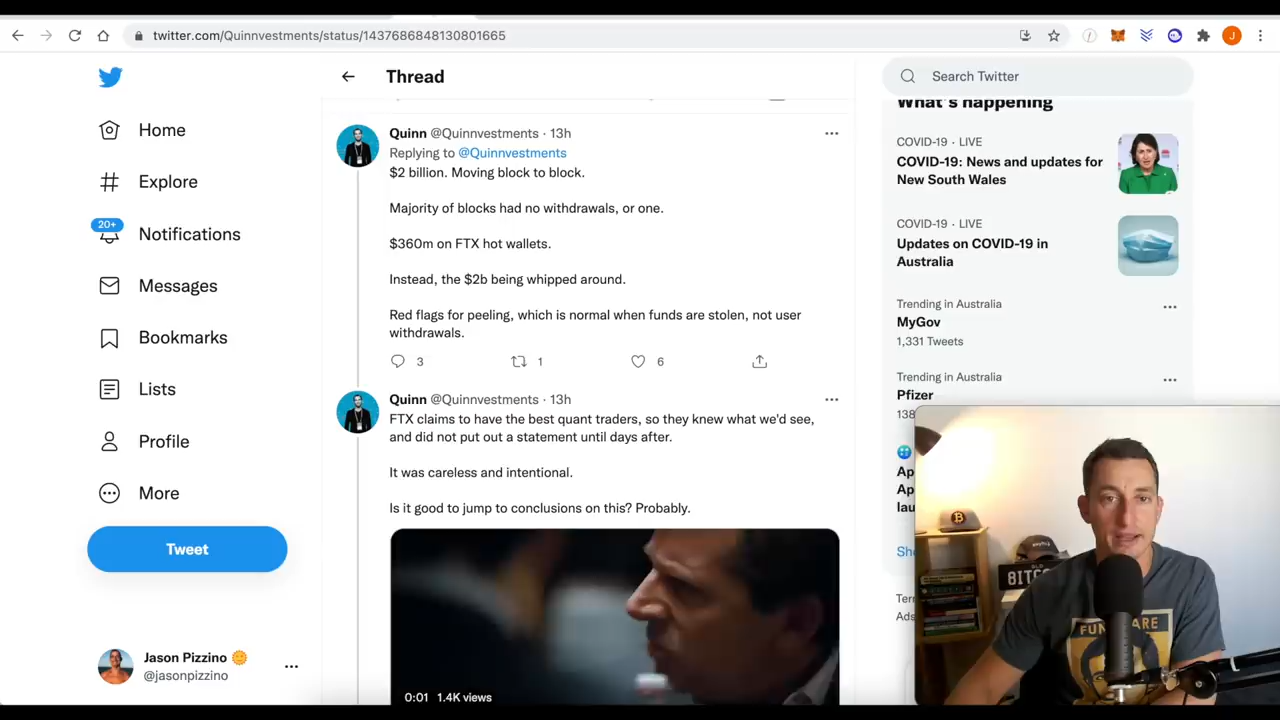 twitter.com/Quinnvestments/status/1437686848130801665
J
Thread
Search Twitter
Home
Explore
20+
Notifications
Messages
Bookmarks
Lists
Profile
More
Tweet
Jason Pizzino
@jasonpizzino
Quinn @Quinnvestments · 13h
Replying to @Quinnvestments
$2 billion. Moving block to block.
Majority of blocks had no withdrawals, or one.
$360m on FTX hot wallets.
Instead, the $2b being whipped around.
Red flags for peeling, which is normal when funds are stolen, not user
withdrawals.
3
1
6
Quinn @Quinnvestments · 13h
FTX claims to have the best quant traders, so they knew what we'd see,
and did not put out a statement until days after.
It was careless and intentional.
Is it good to jump to conclusions on this? Probably.
0:01 1.4K views
What's happening
COVID-19 · LIVE
COVID-19: News and updates for
New South Wales
COVID-19 · LIVE
Updates on COVID-19 in
Australia
Trending in Australia
MyGov
1,331 Tweets
Trending in Australia
Pfizer